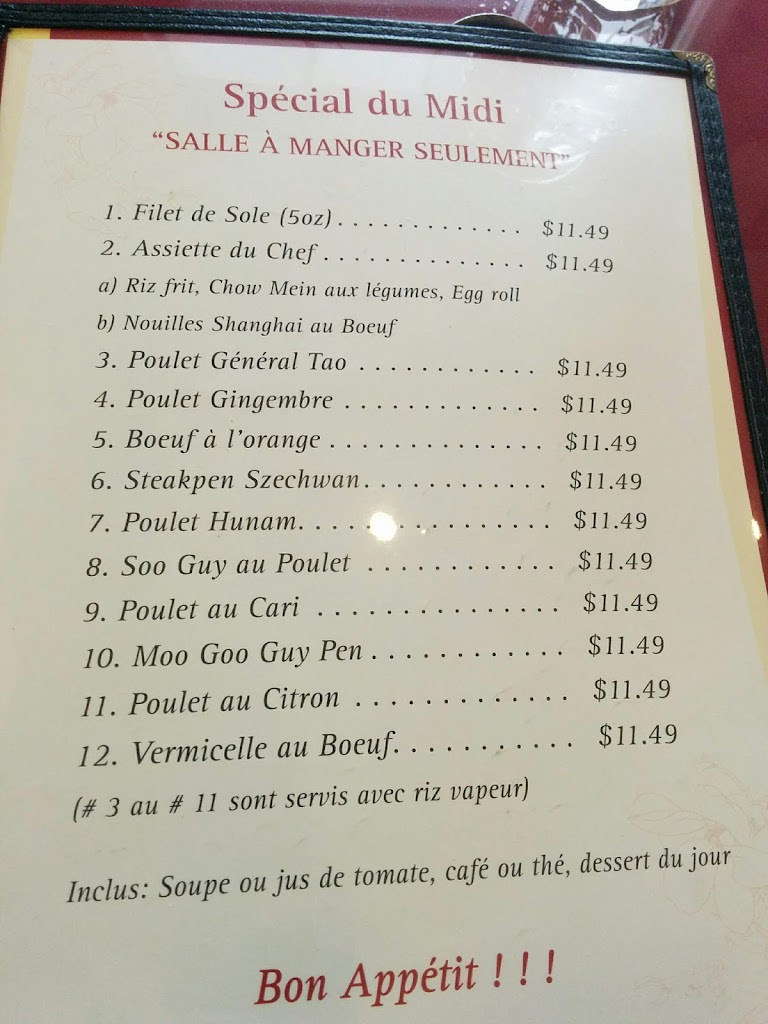 Spécial du Midi
“SALLE À MANGER SEULEMENT”
1. Filet de Sole (5oz) . . . . . . . . . . . . . $11.49
2. Assiette du Chef . . . . . . . . . . . . . . $11.49
a) Riz frit, Chow Mein aux légumes, Egg roll
b) Nouilles Shanghai au Boeuf
3. Poulet Général Tao . . . . . . . . . . . . $11.49
4. Poulet Gingembre . . . . . . . . . . . . . $11.49
5. Boeuf à l’orange . . . . . . . . . . . . . . $11.49
6. Steakpen Szechwan. . . . . . . . . . . . $11.49
7. Poulet Hunam. . . . . . . . . . . . . . . . $11.49
8. Soo Guy au Poulet . . . . . . . . . . . . $11.49
9. Poulet au Cari . . . . . . . . . . . . . . . $11.49
10. Moo Goo Guy Pen . . . . . . . . . . . . $11.49
11. Poulet au Citron . . . . . . . . . . . . . $11.49
12. Vermicelle au Boeuf. . . . . . . . . . . $11.49
(# 3 au # 11 sont servis avec riz vapeur)
Inclus: Soupe ou jus de tomate, café ou thé, dessert du jour
Bon Appétit ! ! !